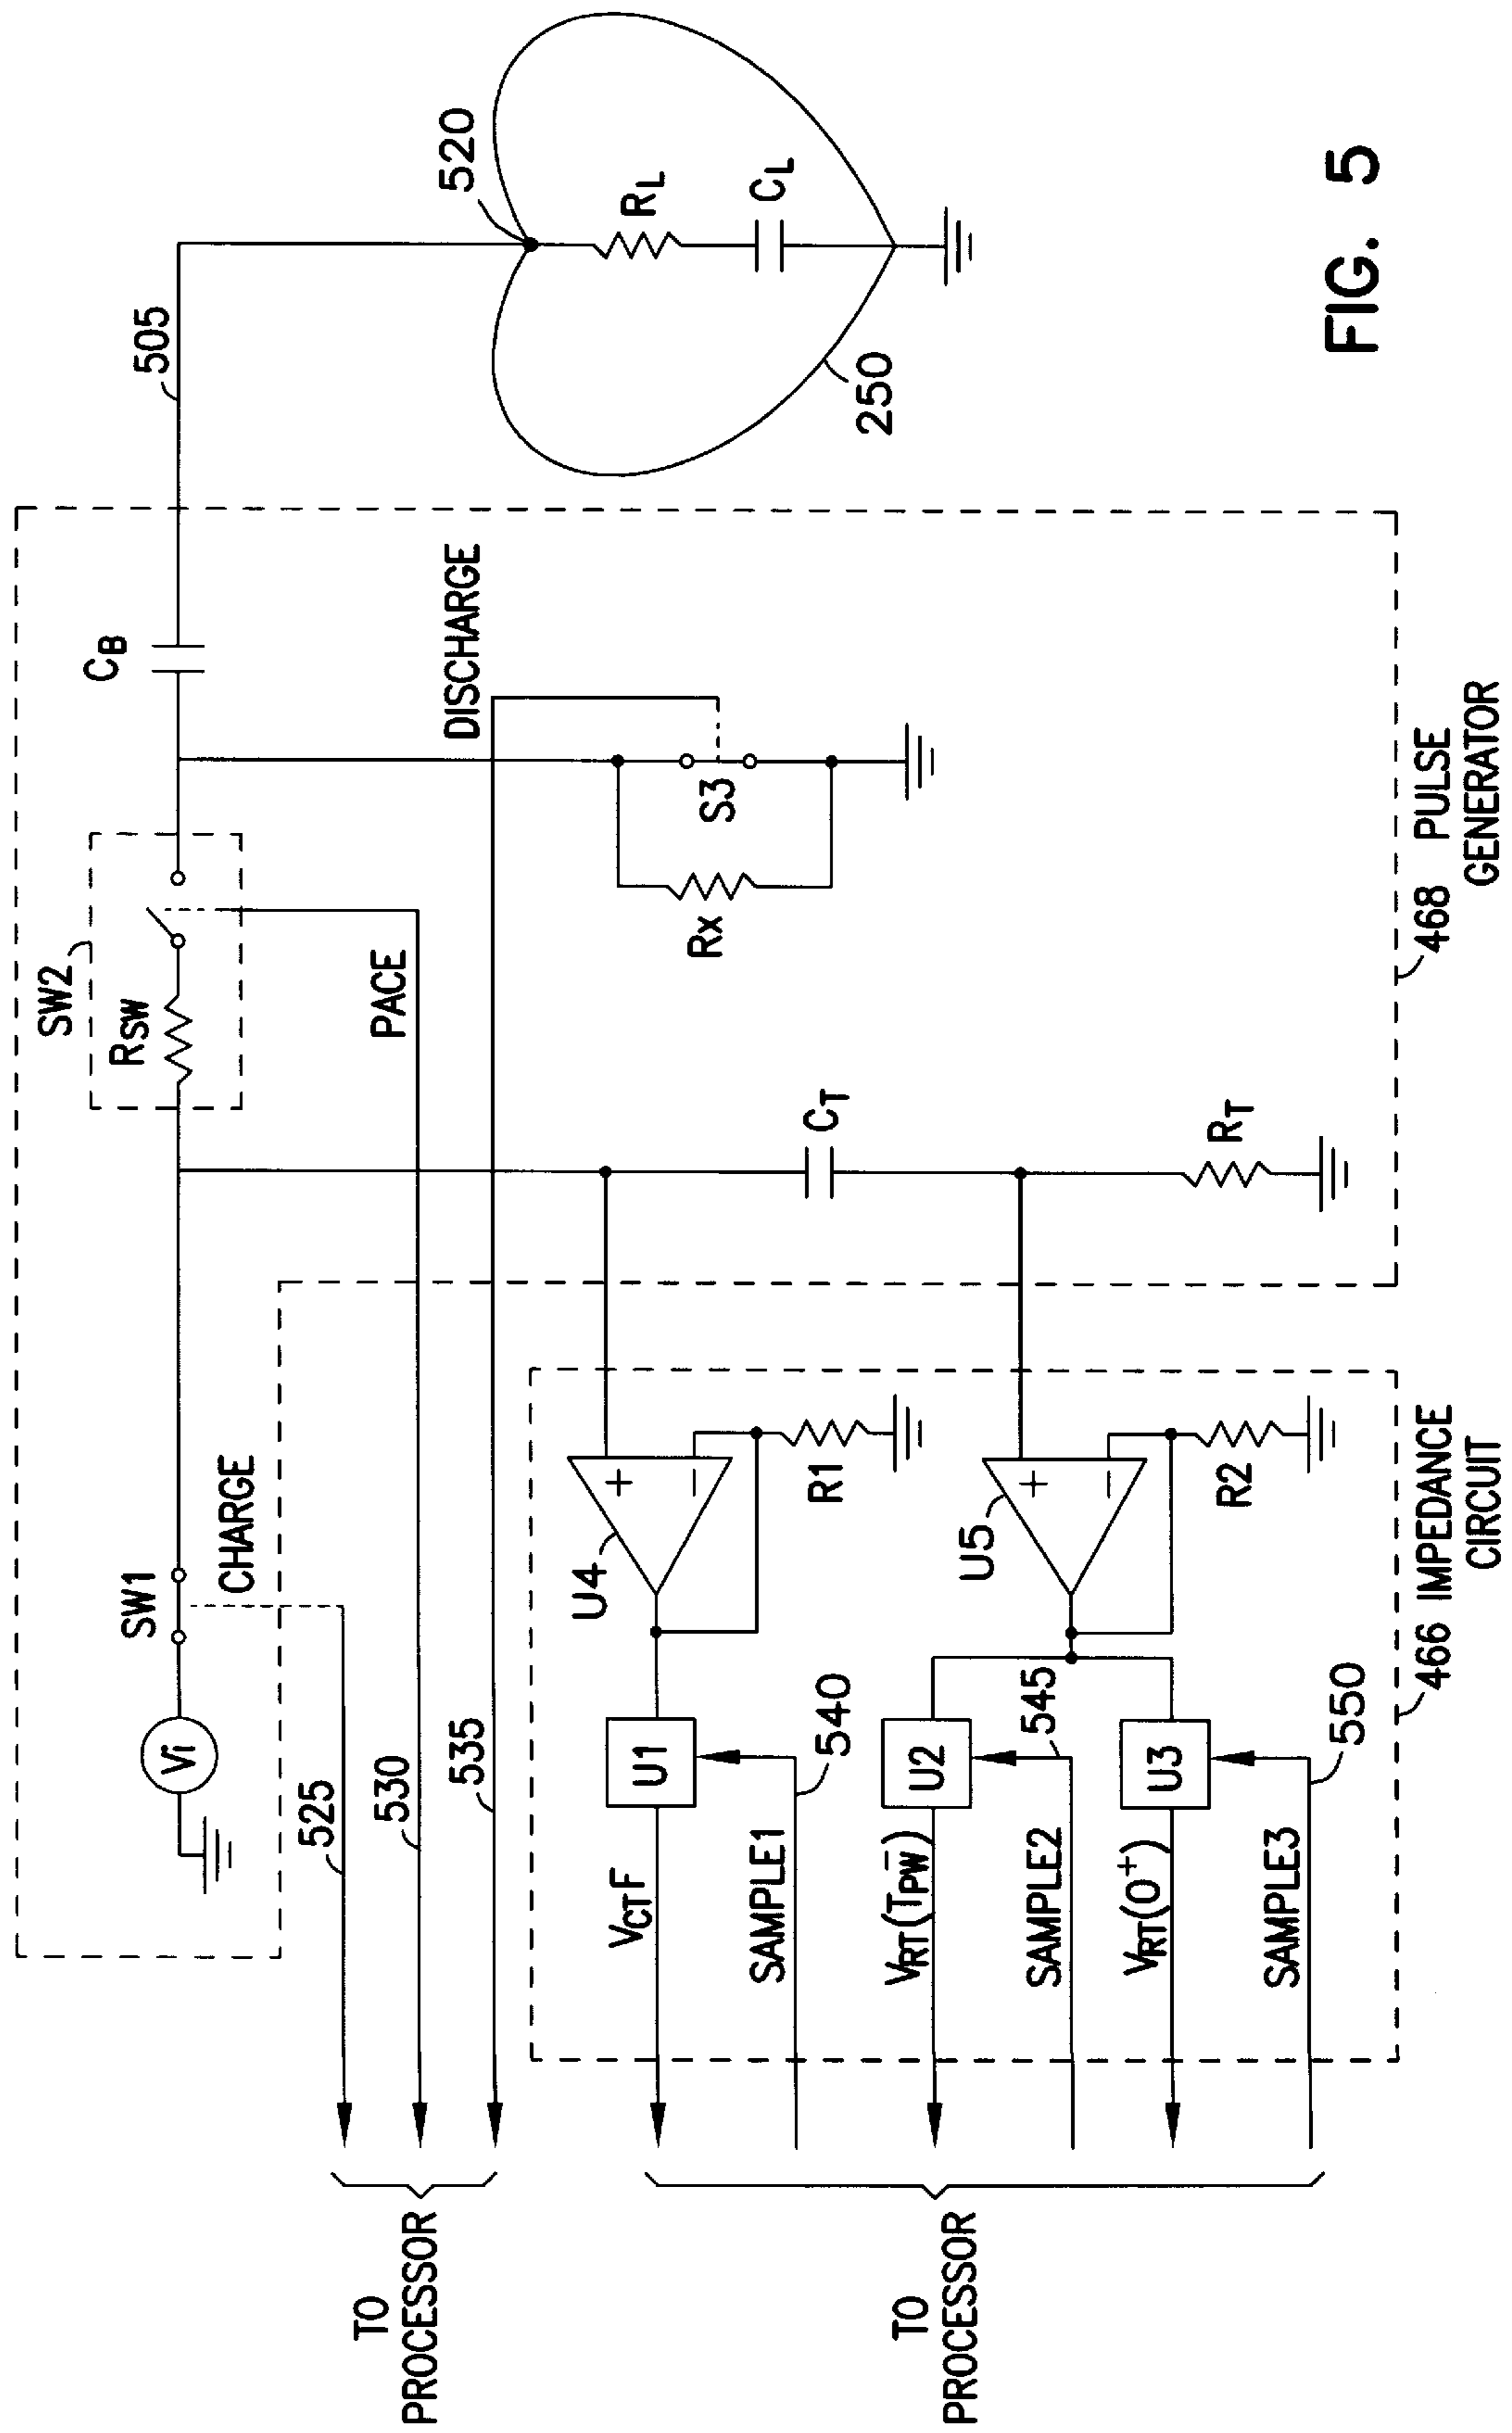 SW1
Vi
CHARGE
525
530
535
TO
PROCESSOR
SW2
RSW
PACE
CB
505
DISCHARGE
S3
RX
CT
RT
520
RL
CL
250
U4
+
−
R1
U1
VCTF
540
SAMPLE1
U5
+
−
R2
U2
VRT(TPW‾)
545
SAMPLE2
U3
VRT(0+)
550
SAMPLE3
TO
PROCESSOR
466 IMPEDANCE
CIRCUIT
468 PULSE
GENERATOR
FIG. 5